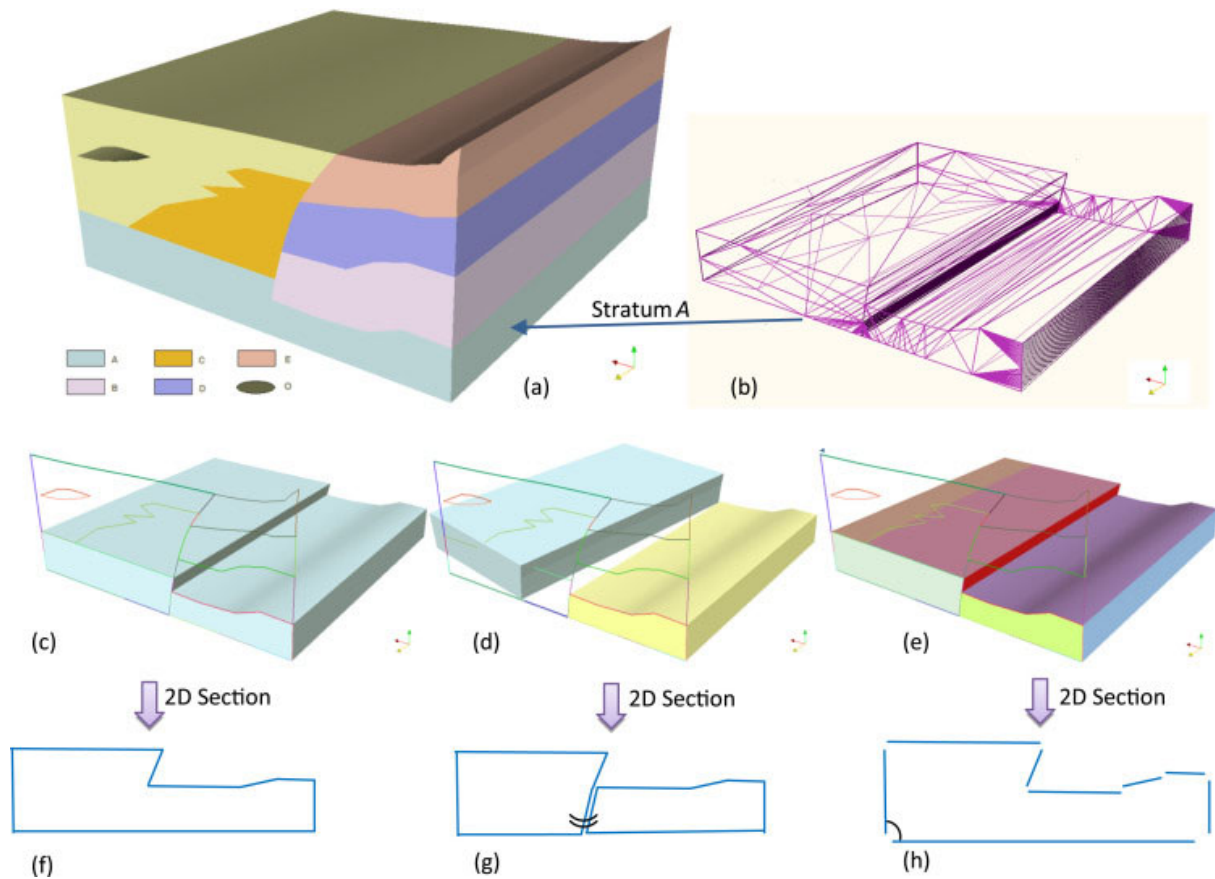 Stratum A
A
C
E
B
D
O
(a)
(b)
(c)
(d)
(e)
2D Section
2D Section
2D Section
(f)
(g)
(h)